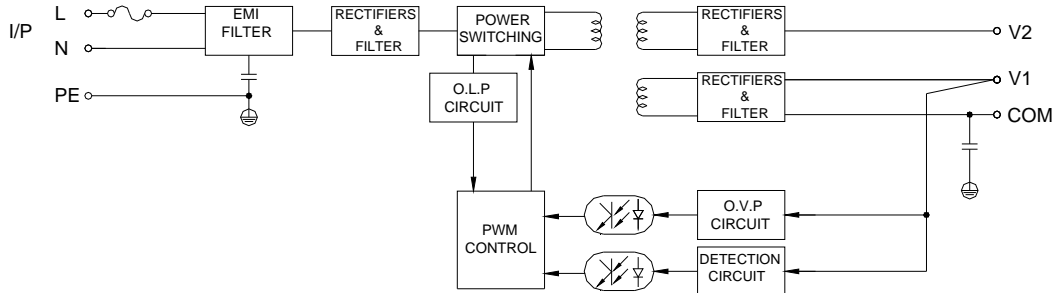 I/P
L
N
PE
EMI
FILTER
RECTIFIERS
&
FILTER
POWER
SWITCHING
O.L.P
CIRCUIT
RECTIFIERS
&
FILTER
V2
RECTIFIERS
&
FILTER
V1
COM
PWM
CONTROL
O.V.P
CIRCUIT
DETECTION
CIRCUIT